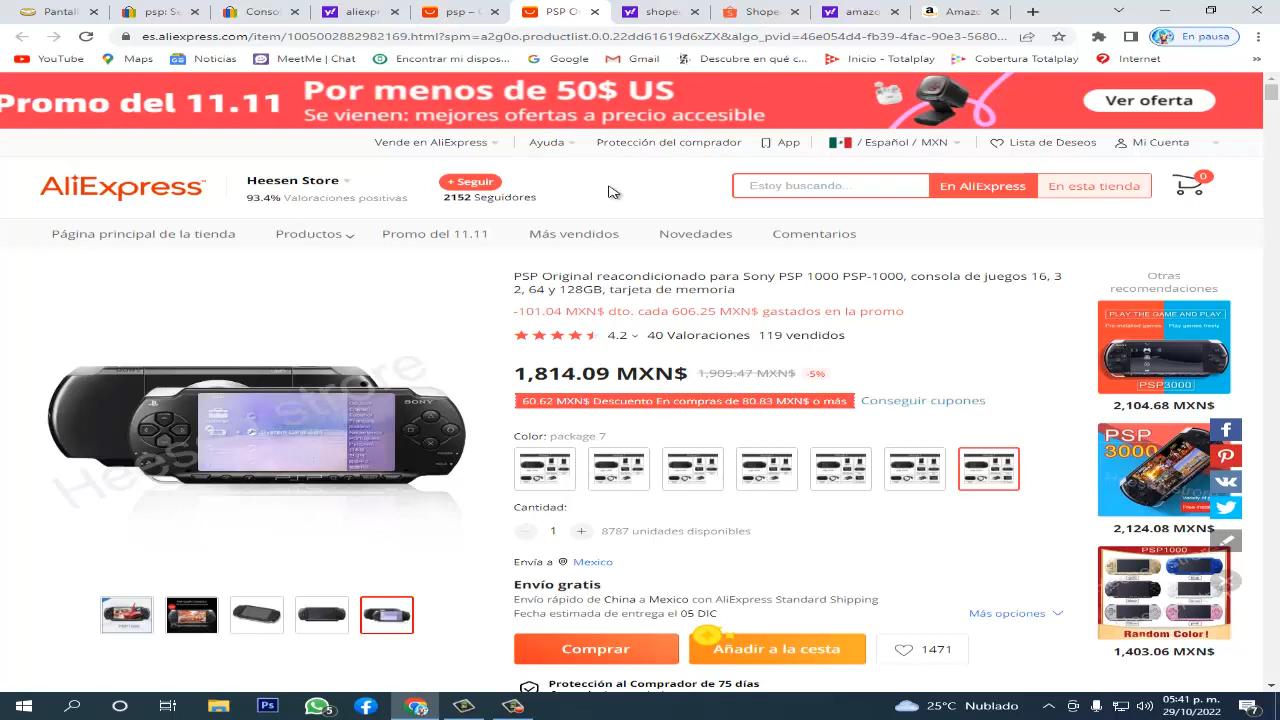 Pantall
psp: So
Consol
aliexpr
psp – C
PSP O
shope
Shope
amazo
Amazo
es.aliexpress.com/item/1005002882982169.html?spm=a2g0o.productlist.0.0.22dd61619d6xZX&algo_pvid=46e054d4-fb39-4fac-90e3-5680...
En pausa
YouTube
Maps
Noticias
MeetMe | Chat
Encontrar mi dispos...
Google
Gmail
Descubre en qué c...
Inicio - Totalplay
Cobertura Totalplay
Internet
»
Promo del 11.11
Por menos de 50$ US
Se vienen: mejores ofertas a precio accesible
Ver oferta
Vende en AliExpress
Ayuda
Protección del comprador
App
/ Español / MXN
Lista de Deseos
Mi Cuenta
AliExpress
Heesen Store
93.4% Valoraciones positivas
+ Seguir
2152 Seguidores
Estoy buscando...
En AliExpress
En esta tienda
0
Página principal de la tienda
Productos
Promo del 11.11
Más vendidos
Novedades
Comentarios
PSP Original reacondicionado para Sony PSP 1000 PSP-1000, consola de juegos 16, 3
2, 64 y 128GB, tarjeta de memoria
-101.04 MXN$ dto. cada 606.25 MXN$ gastados en la promo
4.2
40 Valoraciones
119 vendidos
1,814.09 MXN$
1,909.47 MXN$
-5%
60.62 MXN$ Descuento En compras de 80.83 MXN$ o más
Conseguir cupones
Color: package 7
Cantidad:
1
8787 unidades disponibles
Envía a
Mexico
Envío gratis
Envío rápido de China a Mexico con AliExpress Standard Shipping
Fecha estimada de entrega el 05 DIC
Más opciones
Comprar
Añadir a la cesta
1471
Protección al Comprador de 75 días
SONY
Otras
recomendaciones
PLAY THE GAME AND PLAY
PSP3000
2,104.68 MXN$
PSP
3000
2,124.08 MXN$
PSP1000
Random Color!
1,403.06 MXN$
25°C Nublado
05:41 p. m.
29/10/2022